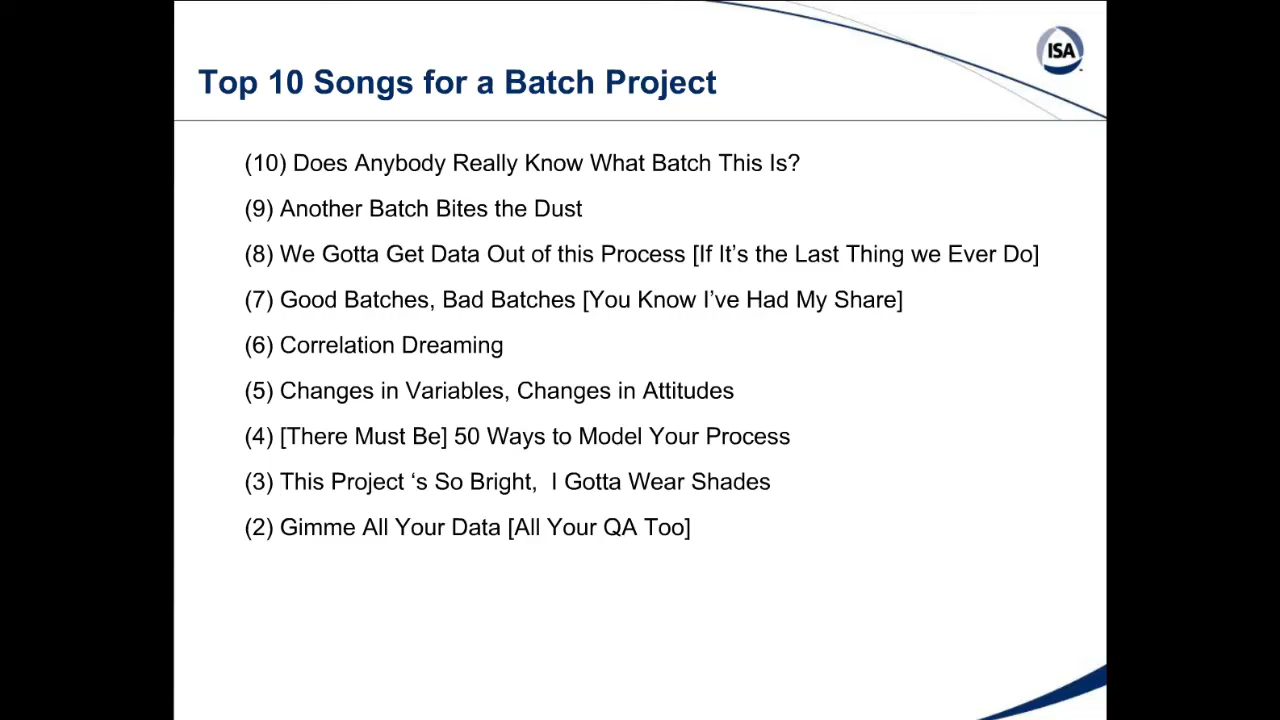 ISA
Top 10 Songs for a Batch Project
(10) Does Anybody Really Know What Batch This Is?
(9) Another Batch Bites the Dust
(8) We Gotta Get Data Out of this Process [If It’s the Last Thing we Ever Do]
(7) Good Batches, Bad Batches [You Know I’ve Had My Share]
(6) Correlation Dreaming
(5) Changes in Variables, Changes in Attitudes
(4) [There Must Be] 50 Ways to Model Your Process
(3) This Project ‘s So Bright,  I Gotta Wear Shades
(2) Gimme All Your Data [All Your QA Too]